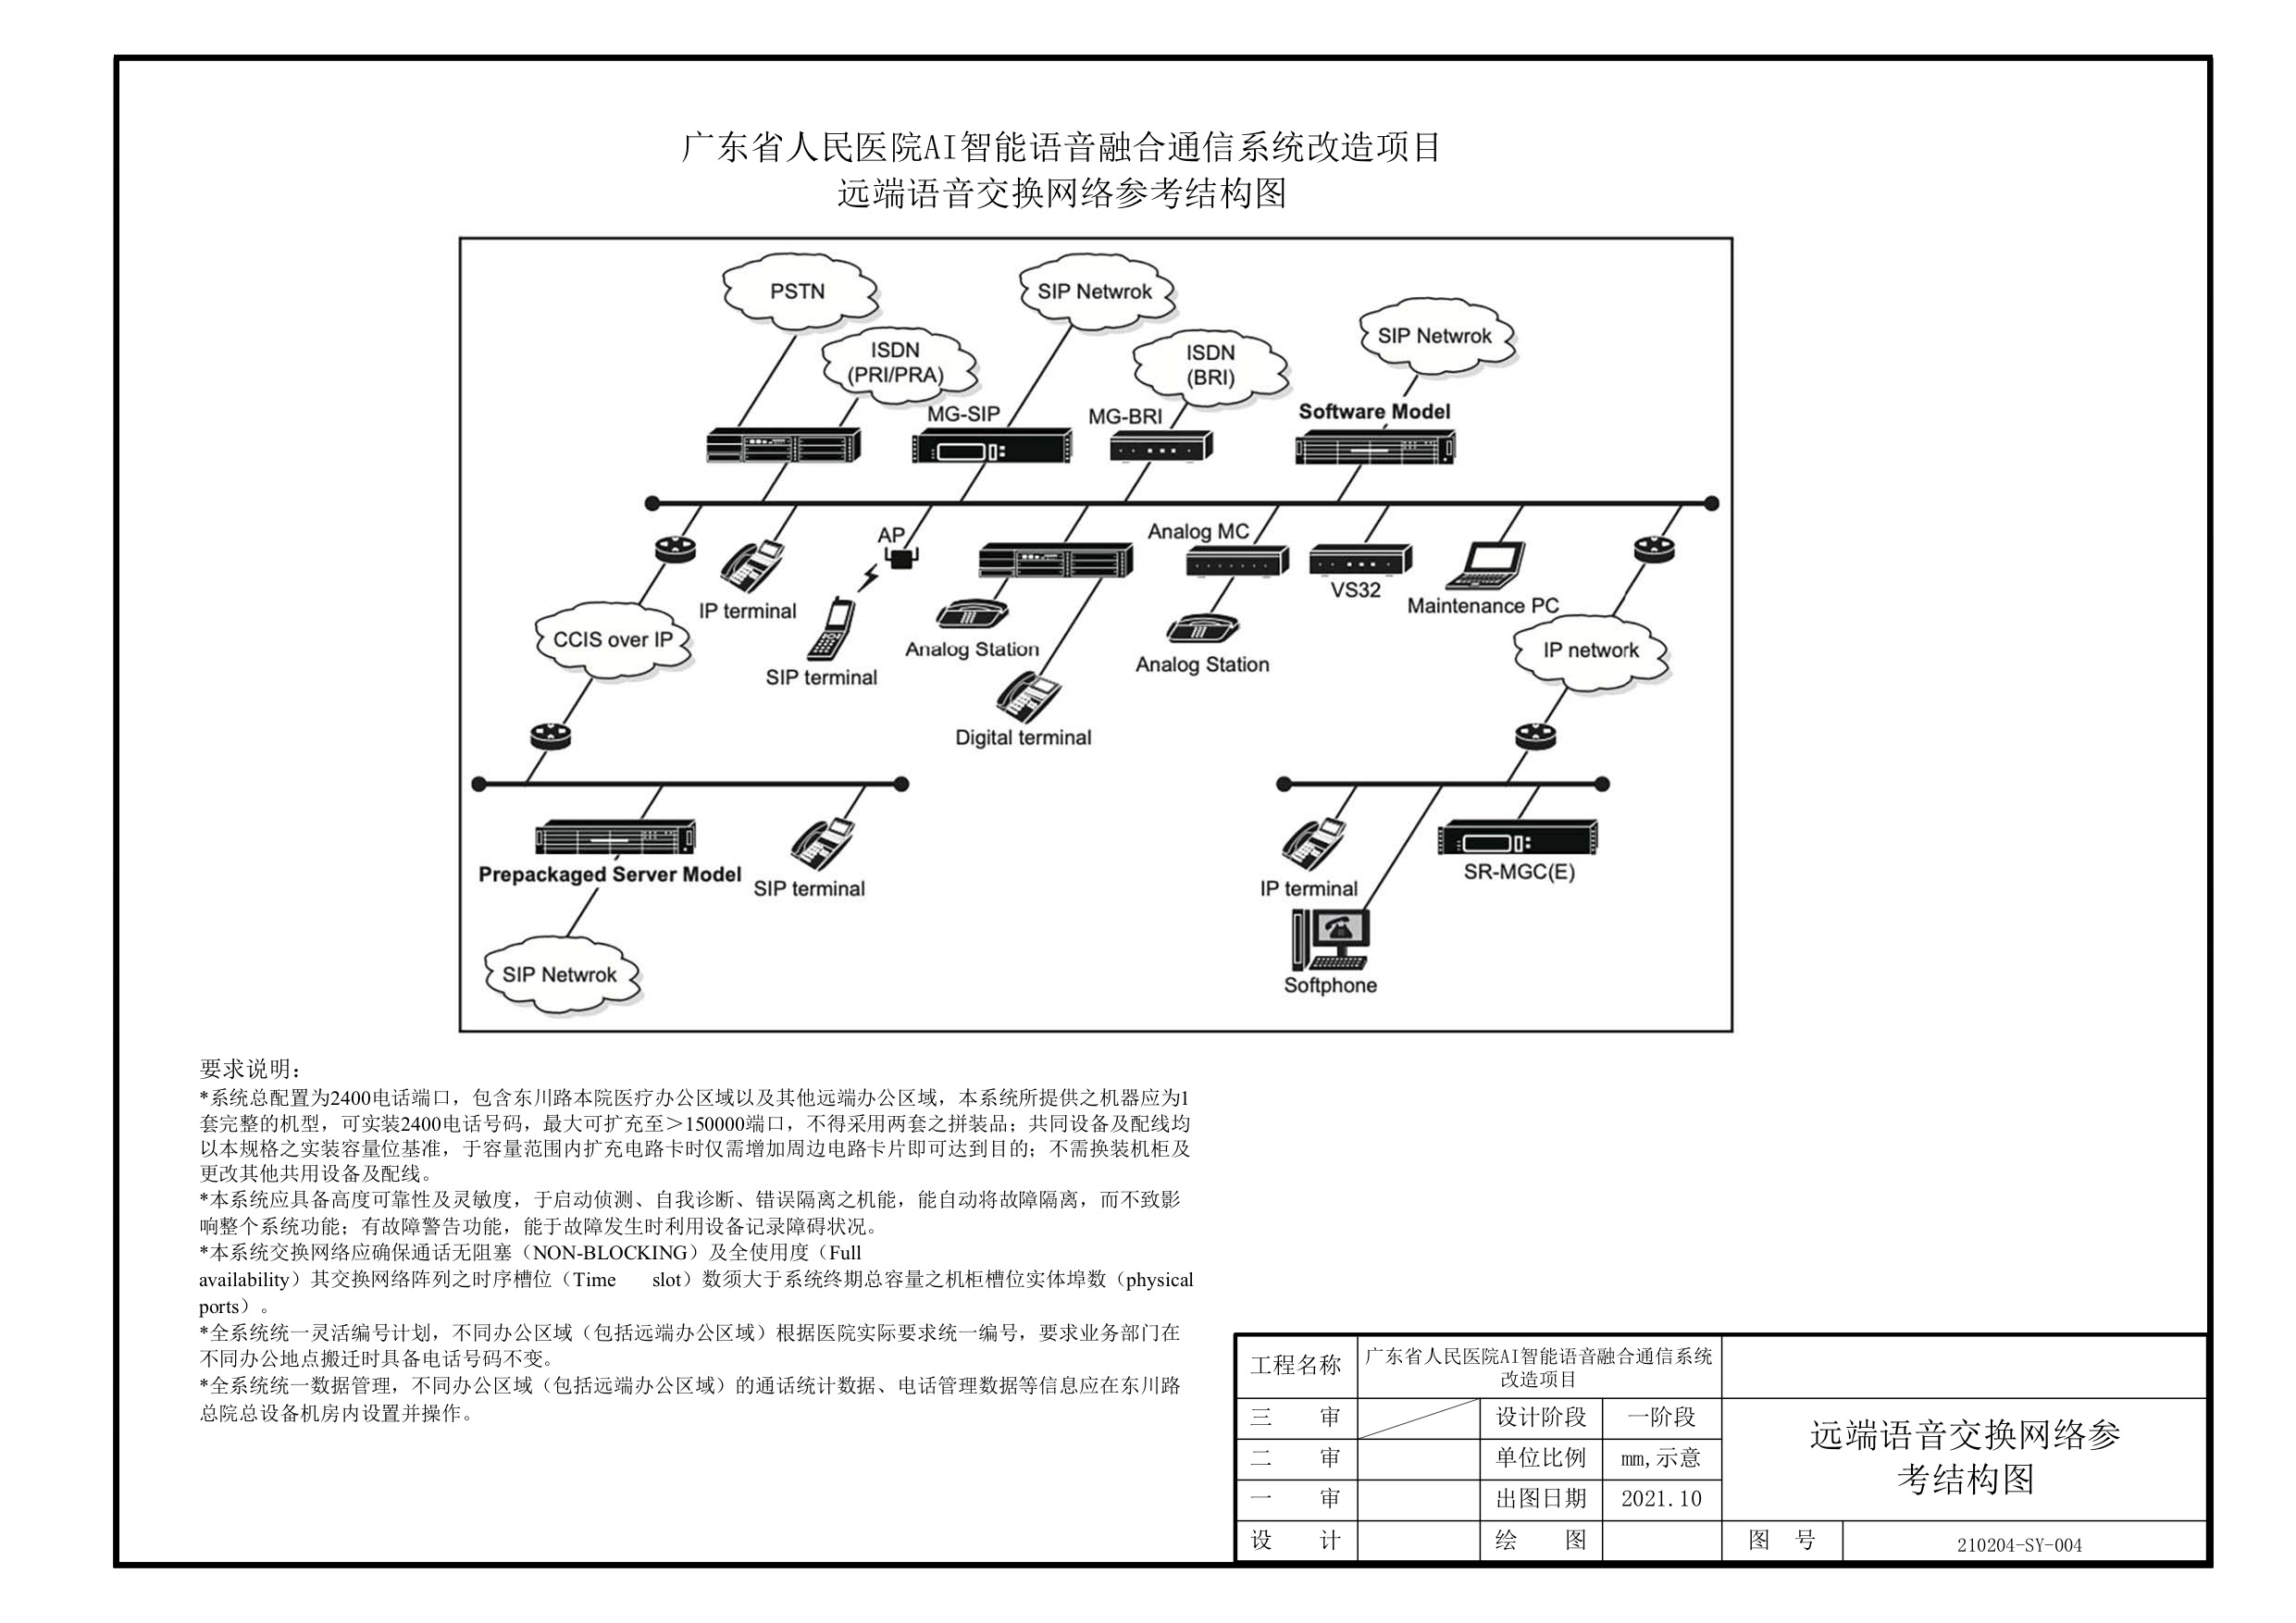 广东省人民医院AI智能语音融合通信系统改造项目
远端语音交换网络参考结构图
PSTN
SIP Netwrok
SIP Netwrok
ISDN
(PRI/PRA)
ISDN
(BRI)
MG-SIP
MG-BRI
Software Model
AP
Analog MC
IP terminal
VS32
Maintenance PC
CCIS over IP
SIP terminal
Analog Station
Analog Station
IP network
Digital terminal
Prepackaged Server Model
SIP terminal
IP terminal
SR-MGC(E)
SIP Netwrok
Softphone
要求说明：
*系统总配置为2400电话端口，包含东川路本院医疗办公区域以及其他远端办公区域，本系统所提供之机器应为1
套完整的机型，可实装2400电话号码，最大可扩充至＞150000端口，不得采用两套之拼装品；共同设备及配线均
以本规格之实装容量位基准，于容量范围内扩充电路卡时仅需增加周边电路卡片即可达到目的；不需换装机柜及
更改其他共用设备及配线。
*本系统应具备高度可靠性及灵敏度，于启动侦测、自我诊断、错误隔离之机能，能自动将故障隔离，而不致影
响整个系统功能；有故障警告功能，能于故障发生时利用设备记录障碍状况。
*本系统交换网络应确保通话无阻塞（NON-BLOCKING）及全使用度（Full
availability）其交换网络阵列之时序槽位（Time slot）数须大于系统终期总容量之机柜槽位实体埠数（physical
ports）。
*全系统统一灵活编号计划，不同办公区域（包括远端办公区域）根据医院实际要求统一编号，要求业务部门在
不同办公地点搬迁时具备电话号码不变。
*全系统统一数据管理，不同办公区域（包括远端办公区域）的通话统计数据、电话管理数据等信息应在东川路
总院总设备机房内设置并操作。
工程名称
广东省人民医院AI智能语音融合通信系统
改造项目
三 审
设计阶段
一阶段
二 审
单位比例
mm,示意
一 审
出图日期
2021.10
设 计
绘 图
远端语音交换网络参
考结构图
图 号
210204-SY-004